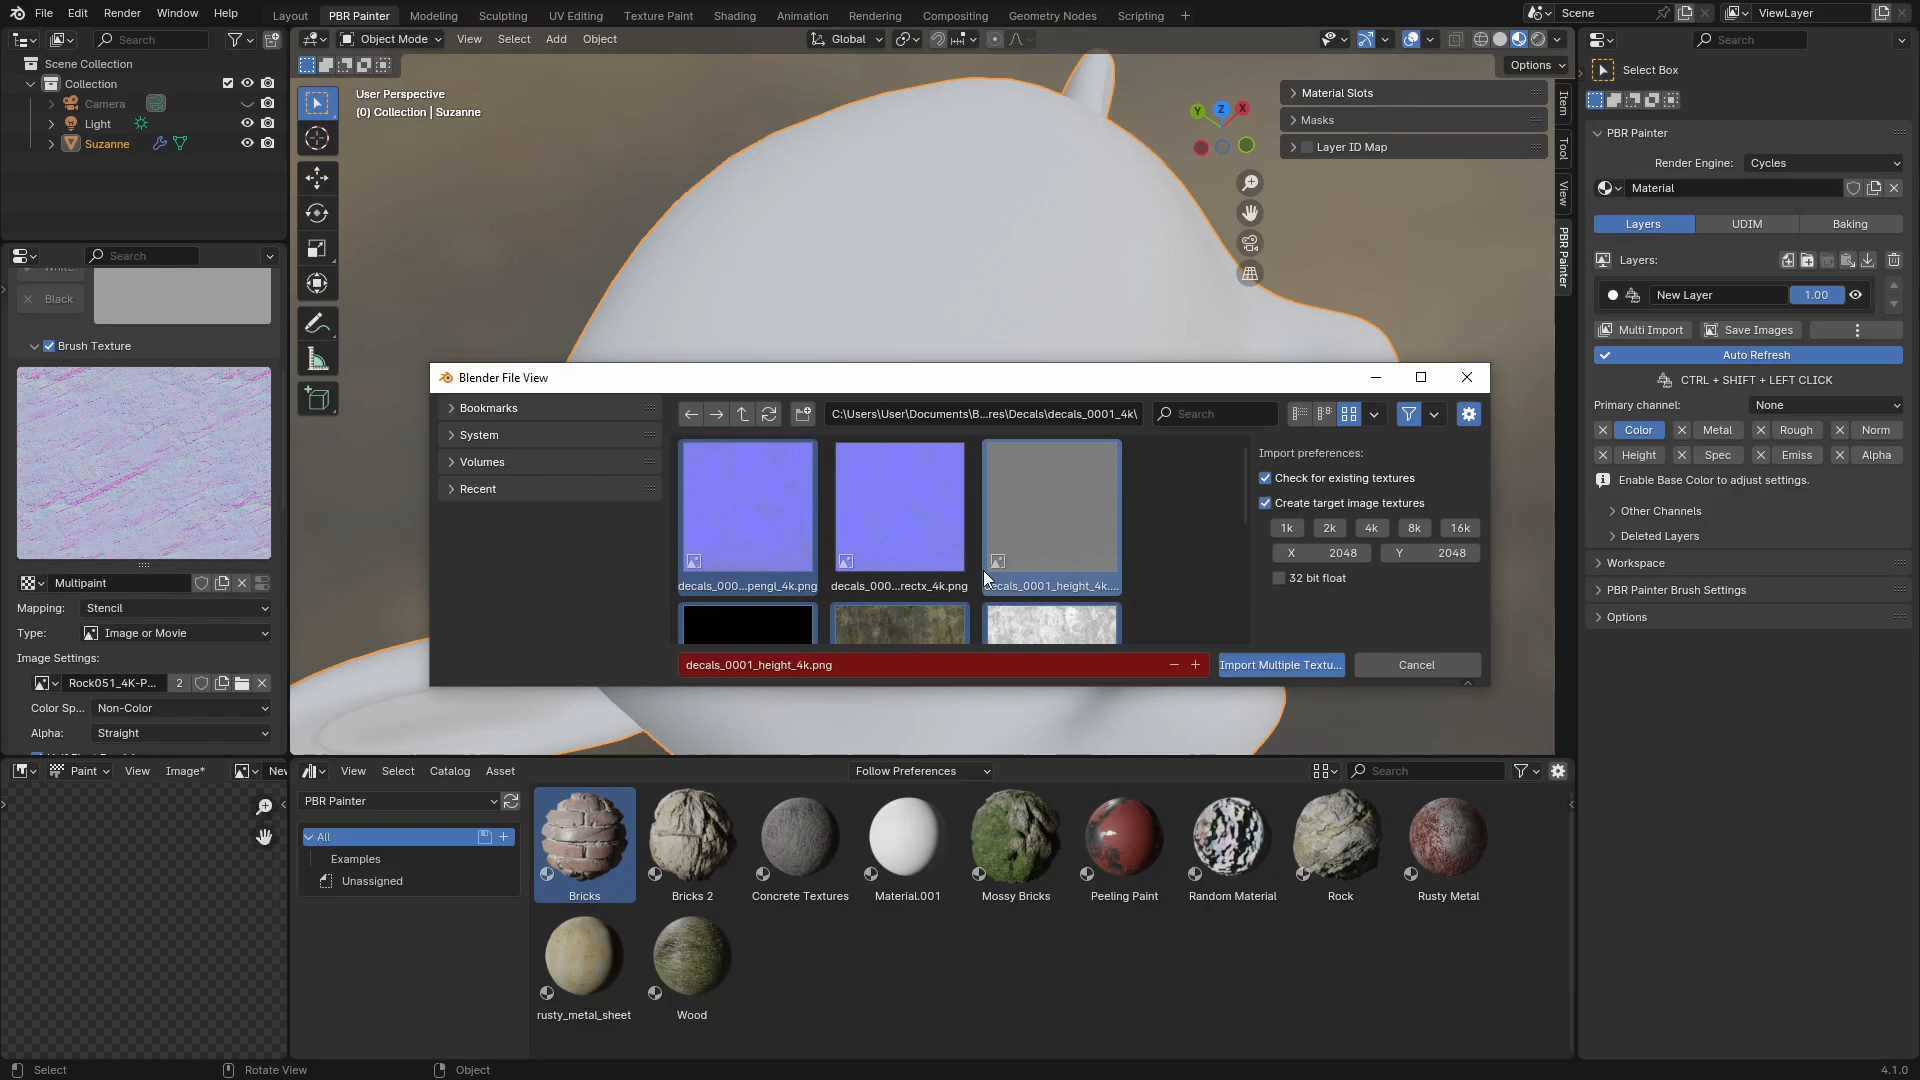 File Edit Render Window Help Layout PBR Painter Modeling Sculpting UV Editing Texture Paint Shading Animation Rendering Compositing Geometry Nodes Scripting Scene ViewLayer
Search
Object Mode View Select Add Object Global
Search
Scene Collection
Collection
Camera
Light
Suzanne
Options
User Perspective
(0) Collection | Suzanne
Y Z X
Material Slots
Masks
Layer ID Map
Item
Tool
View
PBR Painter
Select Box
PBR Painter
Render Engine: Cycles
Material
Layers UDIM Baking
Layers:
New Layer 1.00
Multi Import Save Images
Auto Refresh
CTRL + SHIFT + LEFT CLICK
Primary channel: None
Color Metal Rough Norm
Height Spec Emiss Alpha
Enable Base Color to adjust settings.
Other Channels
Deleted Layers
Workspace
PBR Painter Brush Settings
Options
Search
White
Black
Brush Texture
Multipaint
Mapping: Stencil
Type: Image or Movie
Image Settings:
Rock051_4K-P... 2
Color Sp... Non-Color
Alpha: Straight
Blender File View
Bookmarks
System
Volumes
Recent
C:\Users\User\Documents\B...res\Decals\decals_0001_4k\
Search
decals_000...pengl_4k.png
decals_000...rectx_4k.png
decals_0001_height_4k....
Import preferences:
Check for existing textures
Create target image textures
1k 2k 4k 8k 16k
X 2048 Y 2048
32 bit float
decals_0001_height_4k.png
Import Multiple Textu... Cancel
Paint View Image*
View Select Catalog Asset Follow Preferences Search
PBR Painter
All
Examples
Unassigned
Bricks Bricks 2 Concrete Textures Material.001 Mossy Bricks Peeling Paint Random Material Rock Rusty Metal
rusty_metal_sheet Wood
Select Rotate View Object 4.1.0